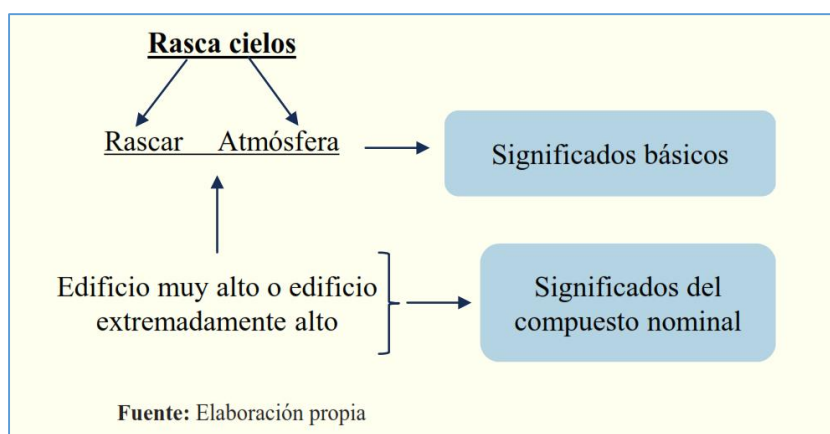 Rasca cielos
Rascar Atmósfera
Significados básicos
Edificio muy alto o edificio
extremadamente alto
Significados del
compuesto nominal
Fuente: Elaboración propia